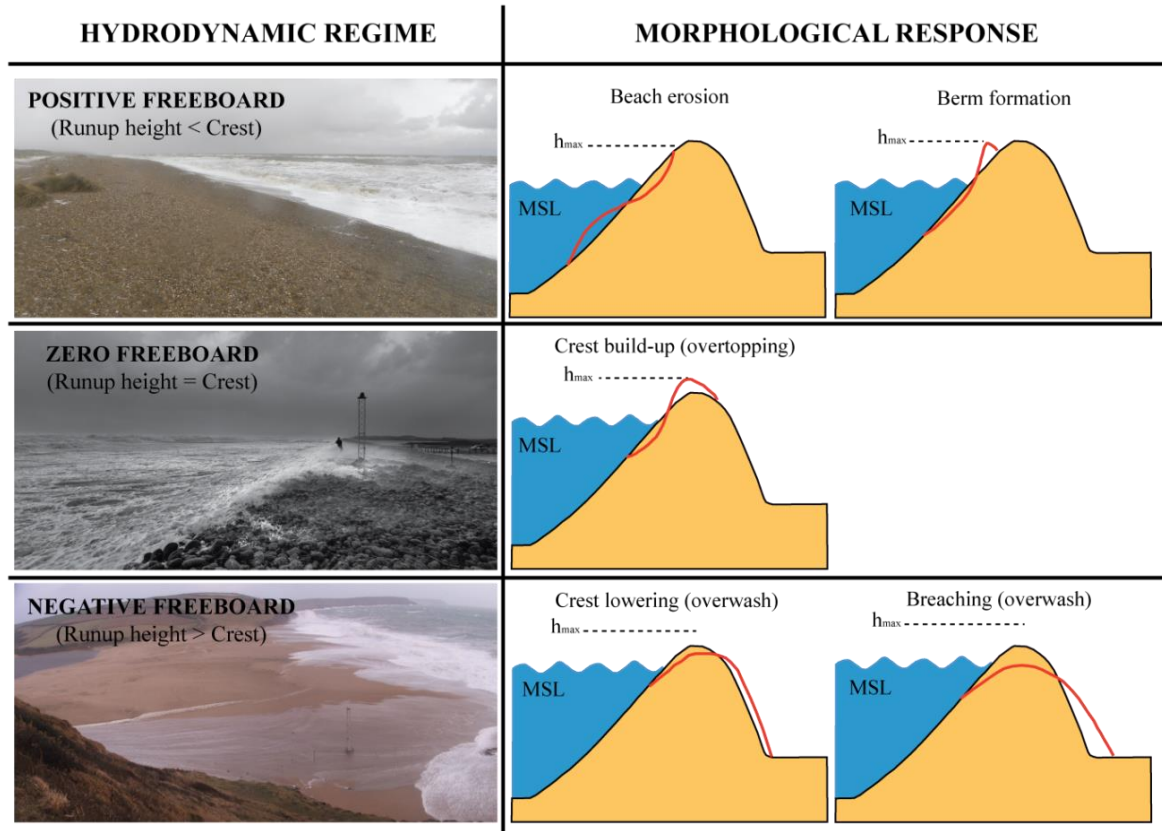 HYDRODYNAMIC REGIME
MORPHOLOGICAL RESPONSE
POSITIVE FREEBOARD
(Runup height < Crest)
Beach erosion
hmax
MSL
Berm formation
hmax
MSL
ZERO FREEBOARD
(Runup height = Crest)
Crest build-up (overtopping)
hmax
MSL
NEGATIVE FREEBOARD
(Runup height > Crest)
Crest lowering (overwash)
hmax
MSL
Breaching (overwash)
hmax
MSL